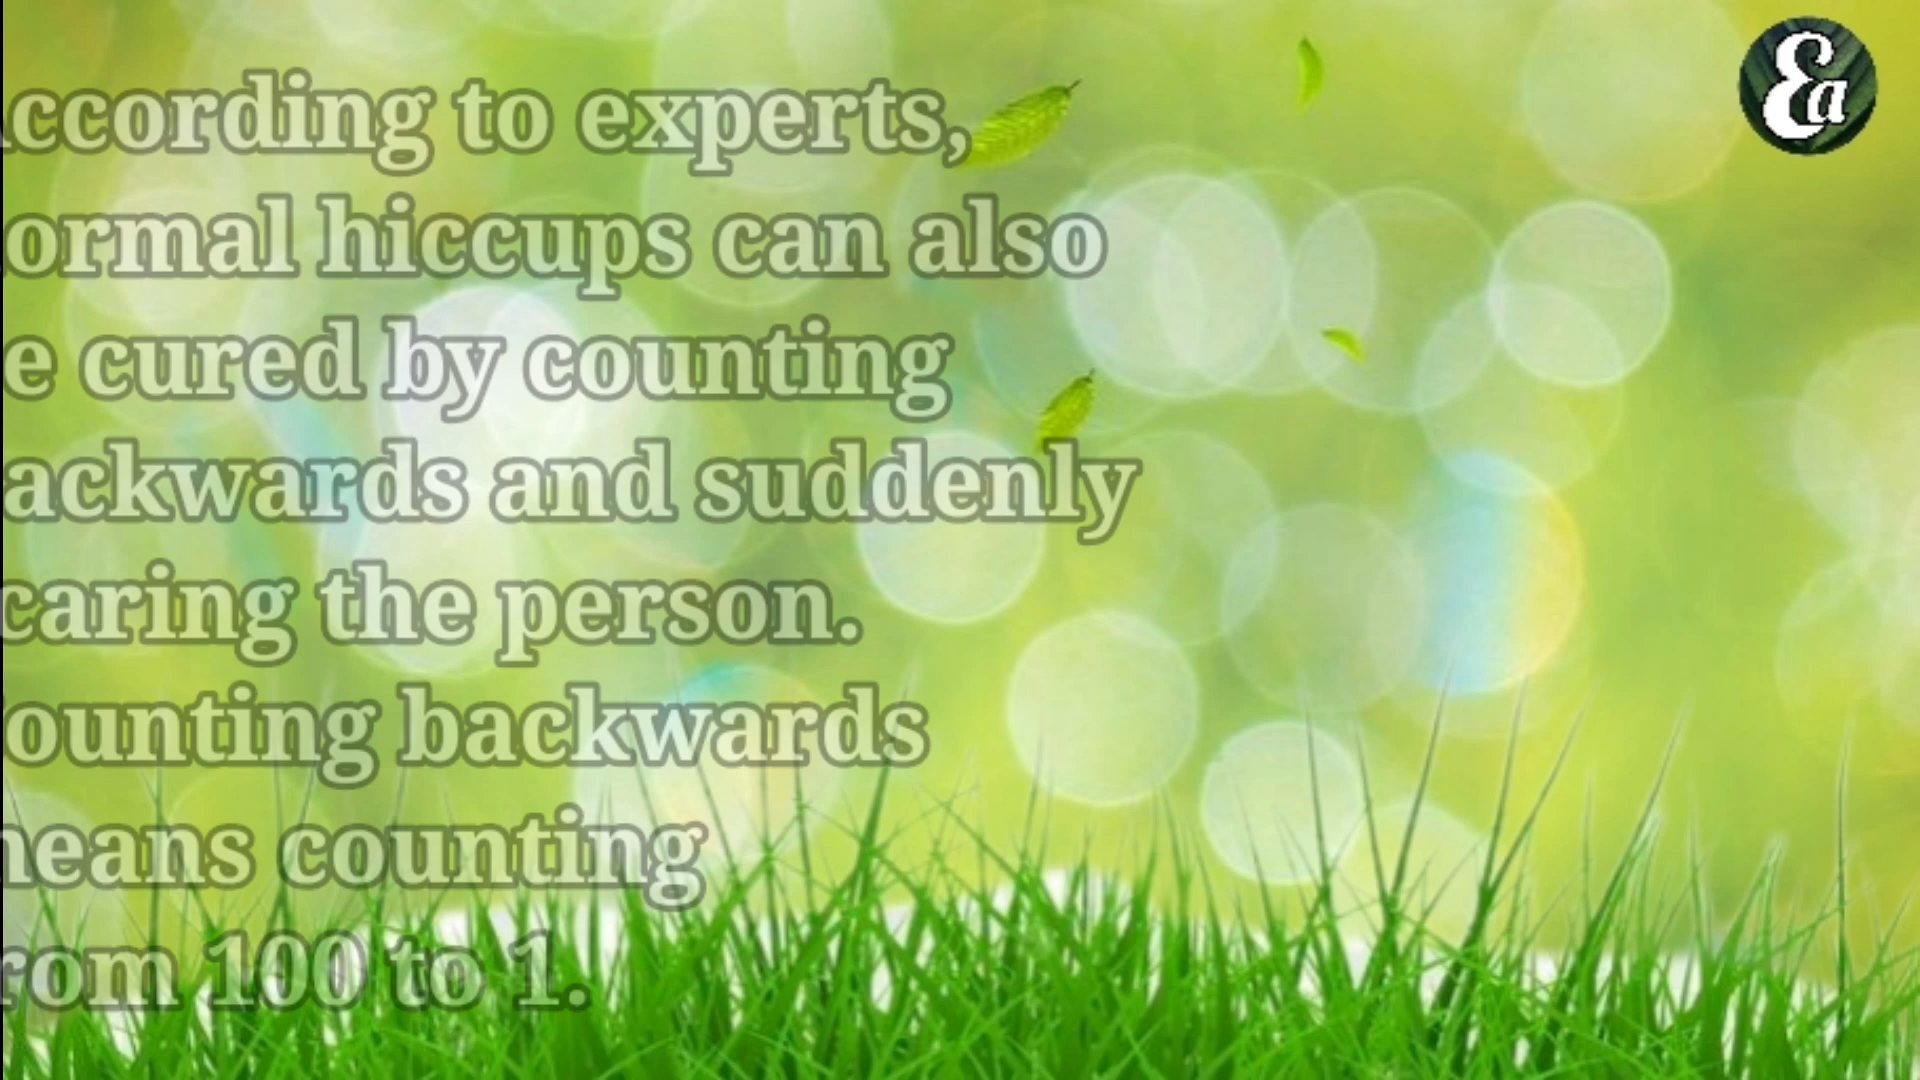 ccording to experts,
ormal hiccups can also
e cured by counting
ackwards and suddenly
caring the person.
ounting backwards
neans counting
rom 100 to 1.
Ea